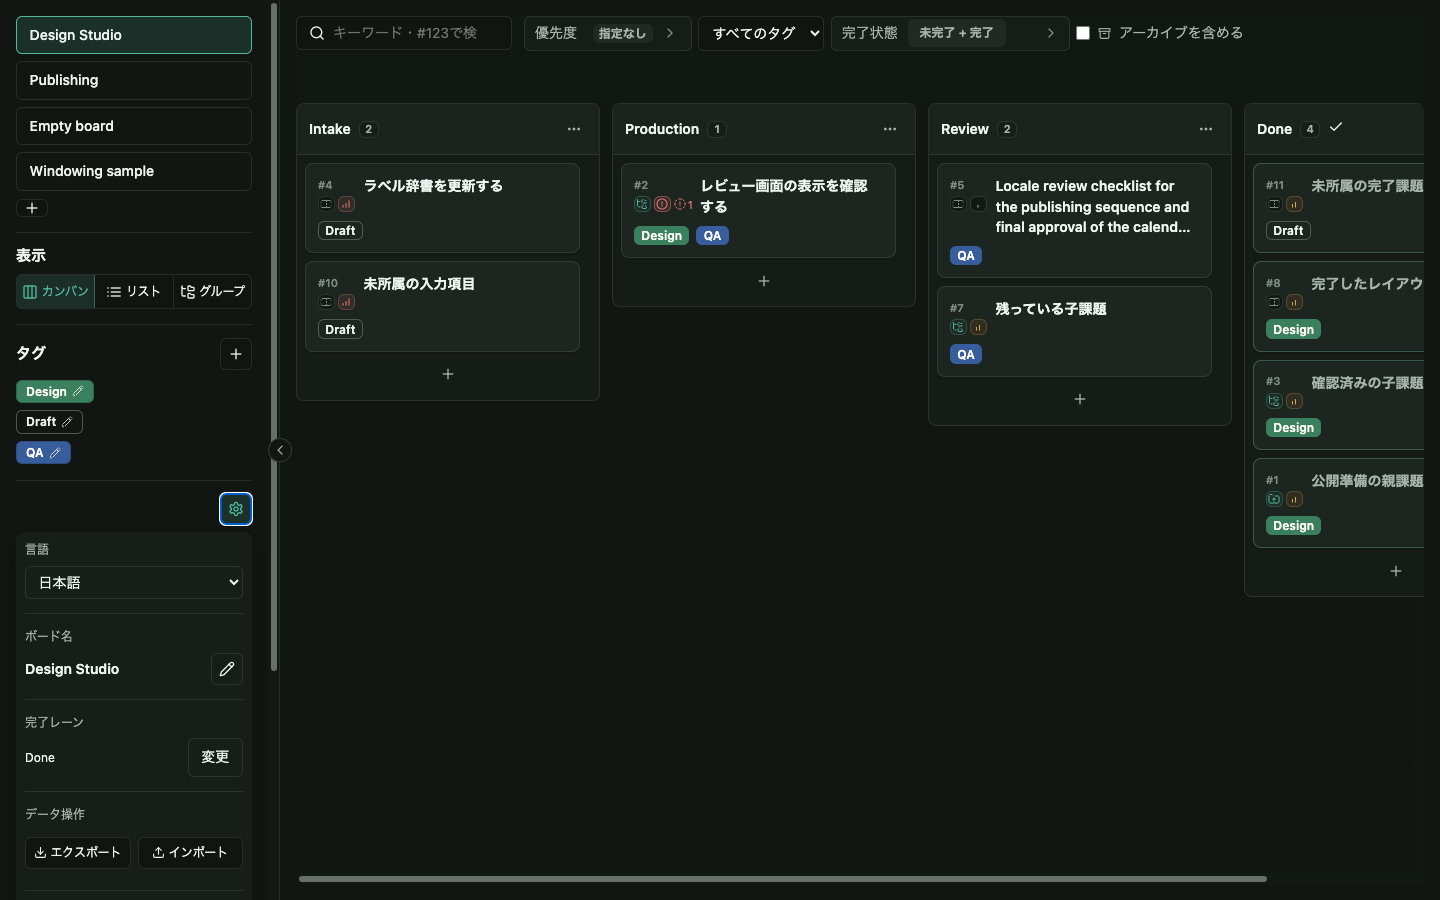 Design Studio
Publishing
Empty board
Windowing sample
表示
カンバン
リスト
グループ
タグ
Design
Draft
QA
言語
日本語
ボード名
Design Studio
完了レーン
Done
変更
データ操作
エクスポート
インポート
キーワード・#123で検
優先度
指定なし
すべてのタグ
完了状態
未完了 + 完了
アーカイブを含める
Intake 2
#4
ラベル辞書を更新する
Draft
#10
未所属の入力項目
Draft
Production 1
#2
レビュー画面の表示を確認
する
1
Design
QA
Review 2
#5
Locale review checklist for
the publishing sequence and
final approval of the calend...
QA
#7
残っている子課題
QA
Done 4
#11
未所属の完了課題
Draft
#8
完了したレイアウ
Design
#3
確認済みの子課題
Design
#1
公開準備の親課題
Design